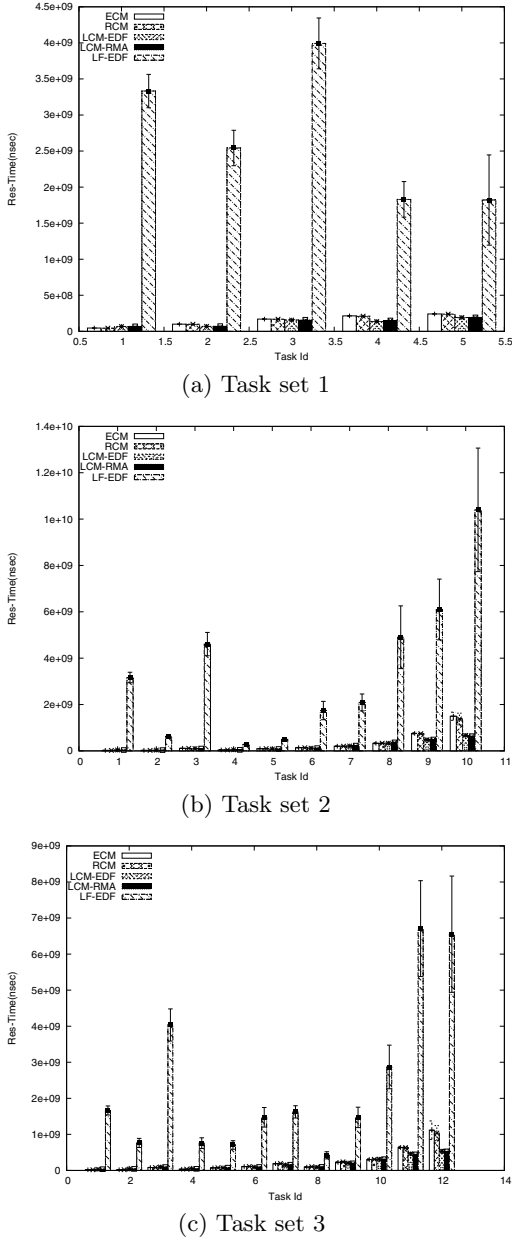 4.5e+09
4e+09
3.5e+09
3e+09
2.5e+09
2e+09
1.5e+09
1e+09
5e+08
0
Res-Time(nsec)
ECM
RCM
LCM-EDF
LCM-RMA
LF-EDF
0.5 1 1.5 2 2.5 3 3.5 4 4.5 5 5.5
Task Id
(a) Task set 1
1.4e+10
1.2e+10
1e+10
8e+09
6e+09
4e+09
2e+09
0
Res-Time(nsec)
ECM
RCM
LCM-EDF
LCM-RMA
LF-EDF
0 1 2 3 4 5 6 7 8 9 10 11
Task Id
(b) Task set 2
9e+09
8e+09
7e+09
6e+09
5e+09
4e+09
3e+09
2e+09
1e+09
0
Res-Time(nsec)
ECM
RCM
LCM-EDF
LCM-RMA
LF-EDF
0 2 4 6 8 10 12 14
Task Id
(c) Task set 3